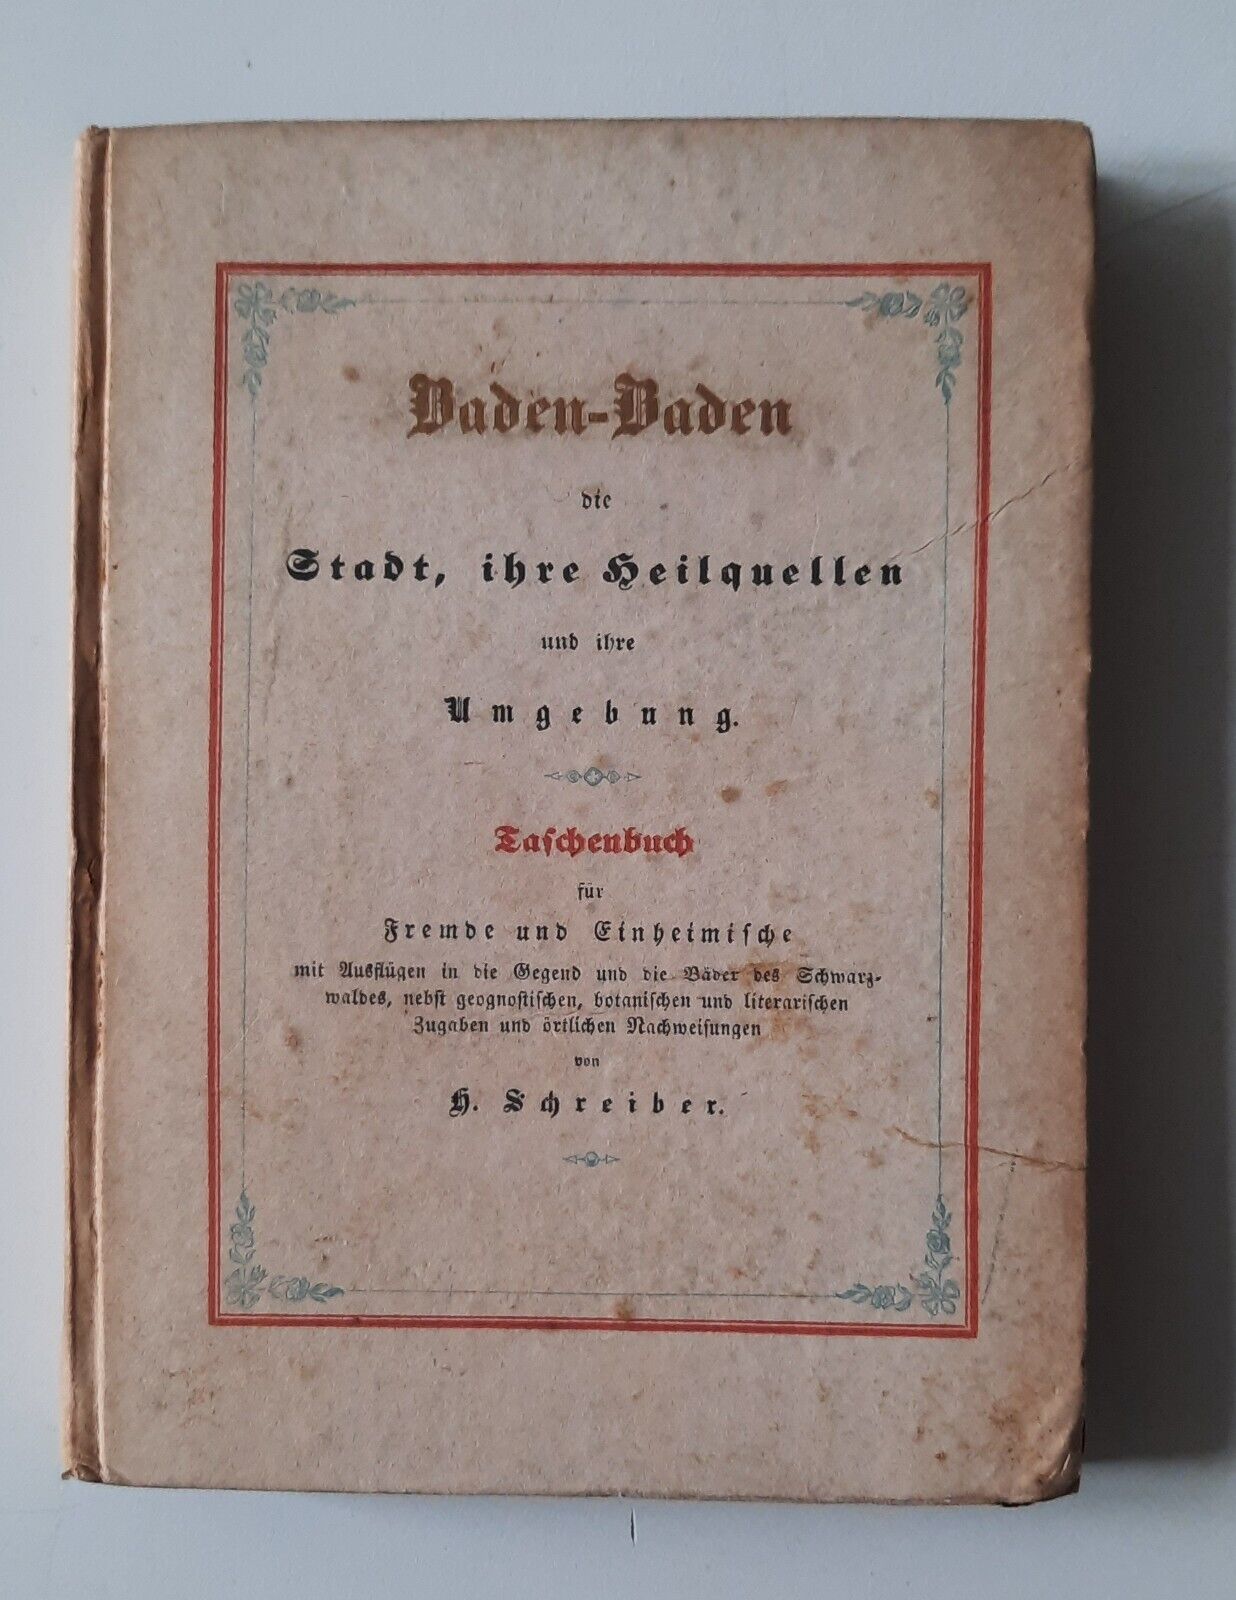 Baden-Baden
die
Stadt, ihre Heilquellen
und ihre
Umgebung.
Taschenbuch
für
Fremde und Einheimische
mit Ausflügen in die Gegend und die Bäder des Schwarz-
waldes, nebst geognostischen, botanischen und literarischen
Zugaben und örtlichen Nachweisungen
von
H. Schreiber.